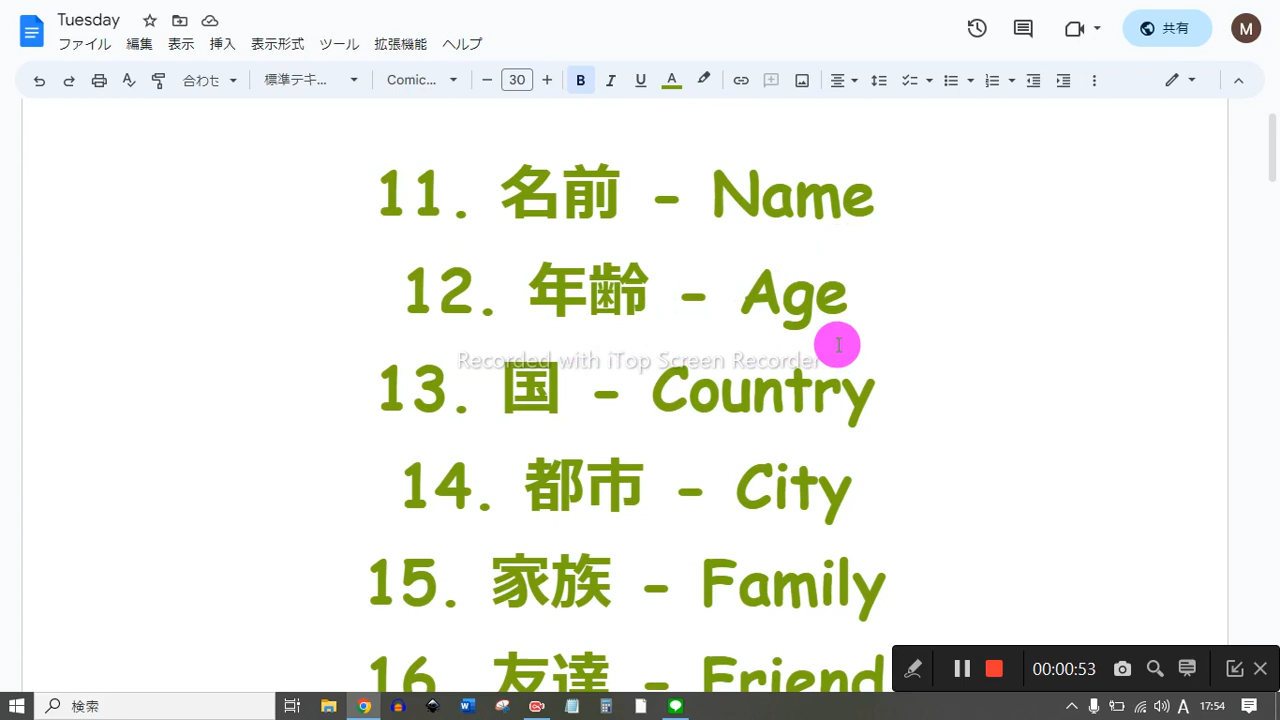 Tuesday
ファイル 編集 表示 挿入 表示形式 ツール 拡張機能 ヘルプ
共有
M
合わせ 標準テキ... Comic... 30 B I U A
11. 名前 - Name
12. 年齢 - Age
Recorded with iTop Screen Recorder
13. 国 - Country
14. 都市 - City
15. 家族 - Family
16. 友達 - Friend
00:00:53
検索
A 17:54